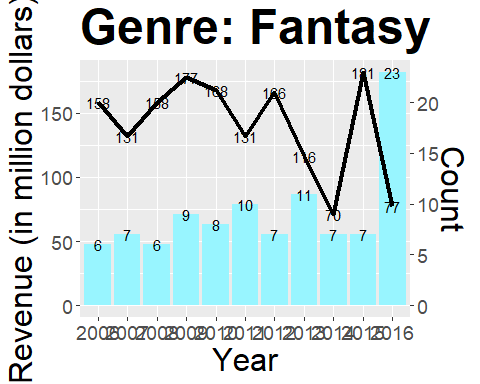 Genre: Fantasy
Revenue (in million dollars)
150
100
50
0
158 131 158 177 168 131 166 116 70 181 77
6 7 6 9 8 10 7 11 7 7 23
20
15
10
5
0
Count
2006 2007 2008 2009 2010 2011 2012 2013 2014 2015 2016
Year